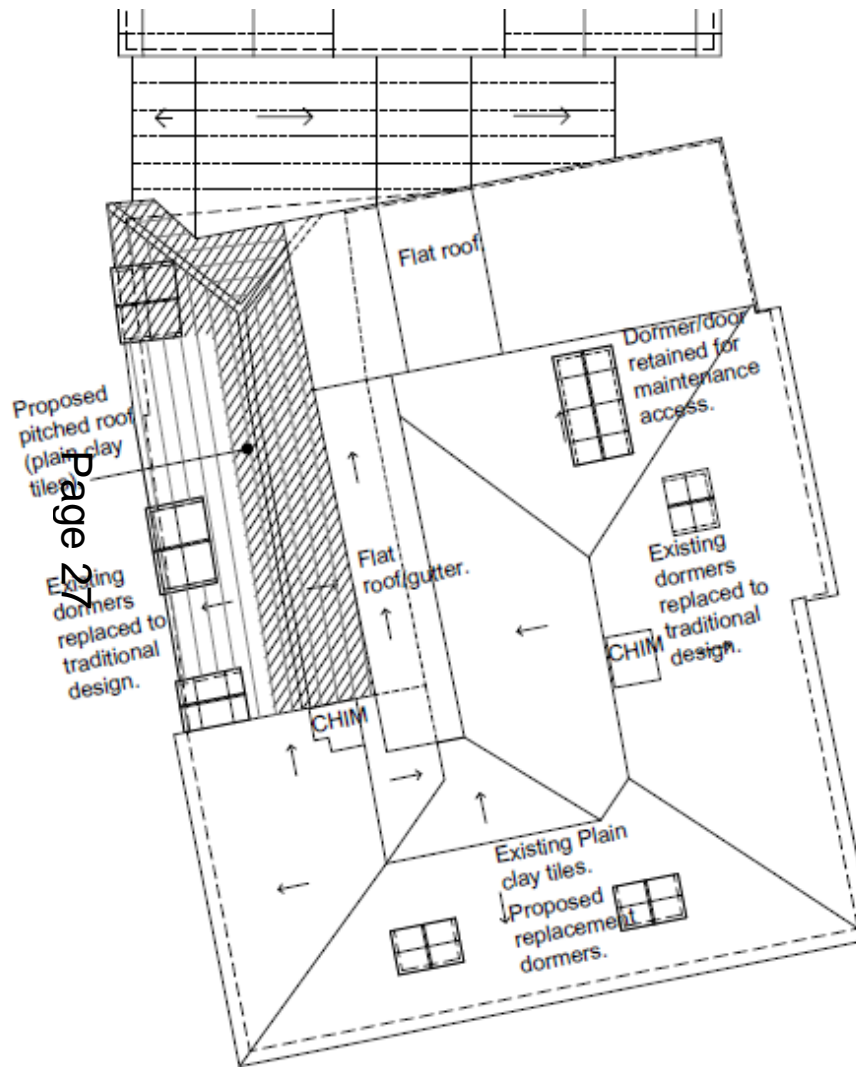 Flat roof
Dormer/door
retained for
maintenance
access.
Proposed
pitched roof
(plain clay
tiles).
Page 27
Flat
roof/gutter.
Existing
dormers
replaced to
traditional
design.
Existing
dormers
replaced to
traditional
design.
CHIM
CHIM
Existing Plain
clay tiles.
Proposed
replacement
dormers.